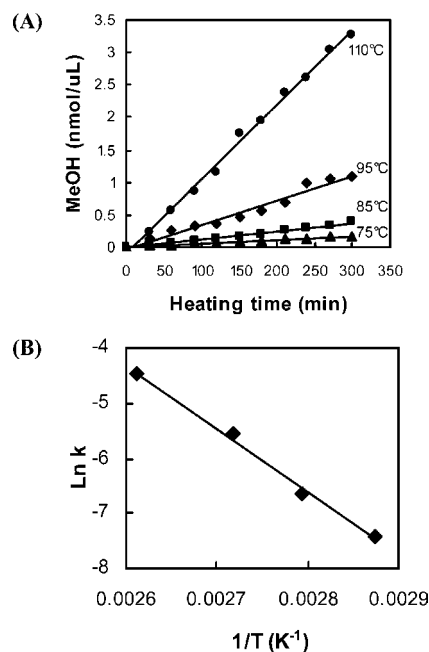 (A)
3.5
3
2.5
2
1.5
1
0.5
0
MeOH (nmol/uL)
110°C
95°C
85°C
75°C
0 50 100 150 200 250 300 350
Heating time (min)
(B)
-4
-5
-6
-7
-8
Ln k
0.0026 0.0027 0.0028 0.0029
1/T (K⁻¹)